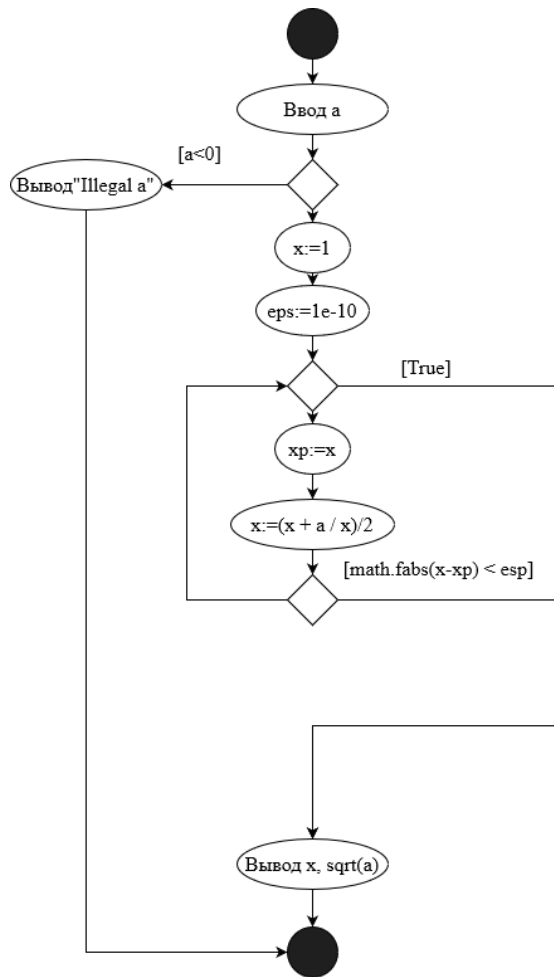 Ввод a
[a<0]
Вывод"Illegal a"
x:=1
eps:=1e-10
[True]
xp:=x
x:=(x + a / x)/2
[math.fabs(x-xp) < esp]
Вывод x, sqrt(a)